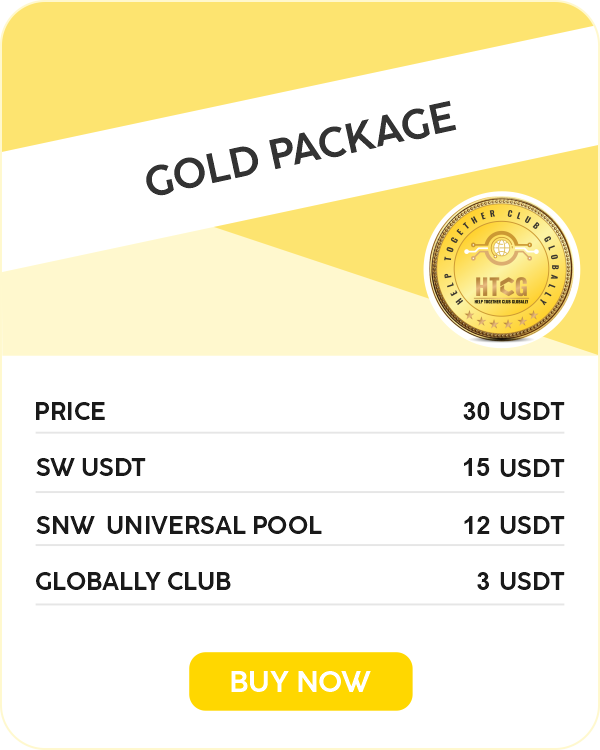 GOLD PACKAGE
HELP TOGETHER CLUB GLOBALLY
HTCG
HELP TOGETHER CLUB GLOBALLY
PRICE 30 USDT
SW USDT 15 USDT
SNW UNIVERSAL POOL 12 USDT
GLOBALLY CLUB 3 USDT
BUY NOW